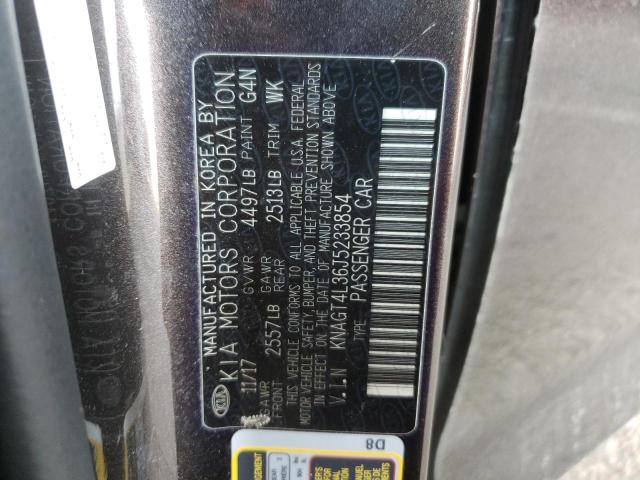 KIA
MANUFACTURED IN KOREA BY
KIA MOTORS CORPORATION
11/17 GVWR 4497LB PAINT G4N
GAWR FRONT 2557LB GAWR REAR 2513LB TRIM WK
THIS VEHICLE CONFORMS TO ALL APPLICABLE U.S.A. FEDERAL
MOTOR VEHICLE SAFETY, BUMPER, AND THEFT PREVENTION STANDARDS
IN EFFECT ON THE DATE OF MANUFACTURE SHOWN ABOVE
V.I.N KNAGT4L36J5233854
TYPE PASSENGER CAR
D8